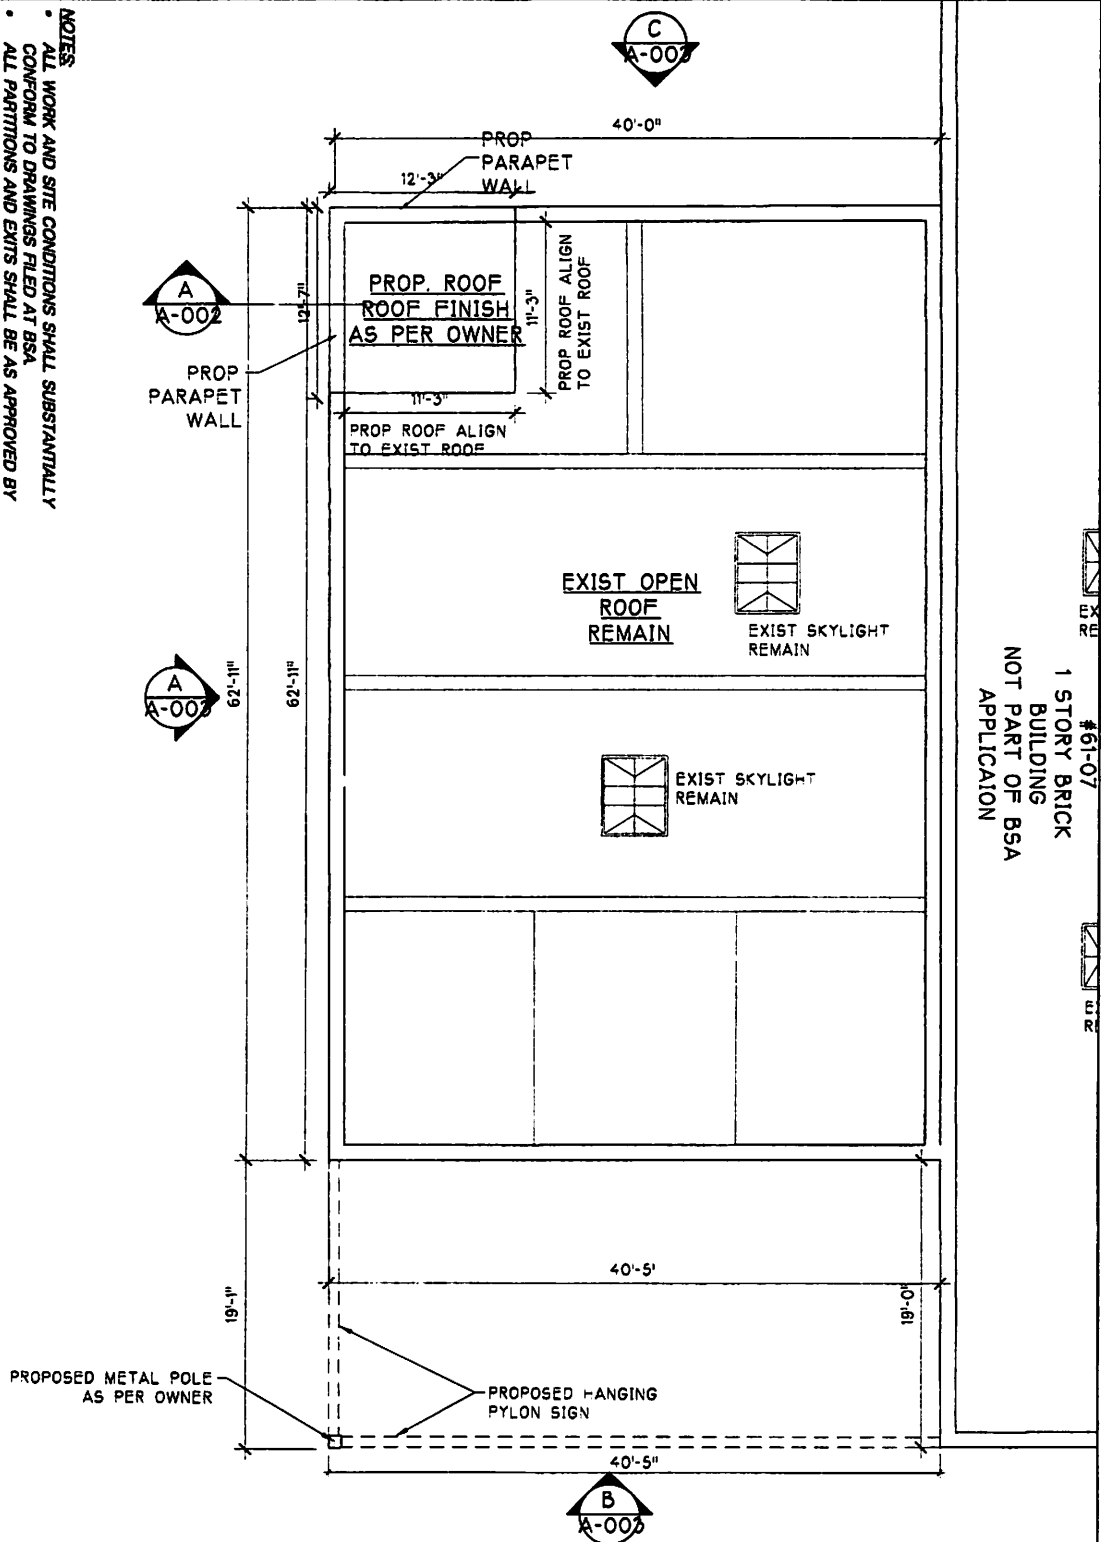 C
A-003
40'-0"
PROP
PARAPET
WALL
12'-3"
A
A-002
12'-7"
PROP. ROOF
ROOF FINISH
AS PER OWNER
11'-3"
PROP ROOF ALIGN
TO EXIST ROOF
PROP
PARAPET
WALL
11'-3"
PROP ROOF ALIGN
TO EXIST ROOF
NOTES:
• ALL WORK AND SITE CONDITIONS SHALL SUBSTANTIALLY
CONFORM TO DRAWINGS FILED AT BSA.
• ALL PARTITIONS AND EXITS SHALL BE AS APPROVED BY
EXIST OPEN
ROOF
REMAIN
EXIST SKYLIGHT
REMAIN
A
A-003
62'-11"
62'-11"
EXIST SKYLIGHT
REMAIN
#61-07
1 STORY BRICK
BUILDING
NOT PART OF BSA
APPLICAION
EX
RE
40'-5'
19'-1"
19'-0"
PROPOSED METAL POLE
AS PER OWNER
PROPOSED HANGING
PYLON SIGN
40'-5"
B
A-003